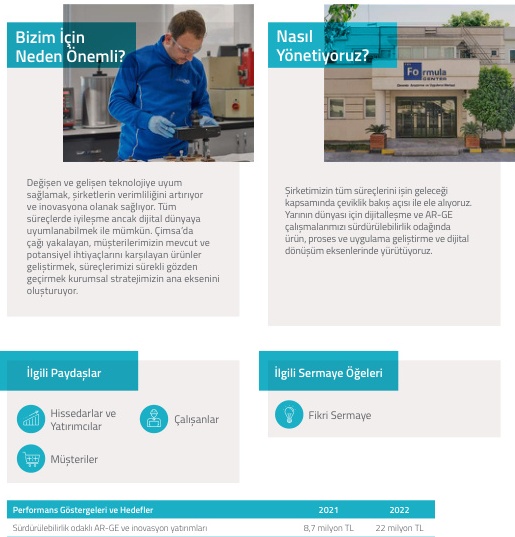 Bizim İçin
Neden Önemli?
Değişen ve gelişen teknolojiye uyum
sağlamak, şirketlerin verimliliğini artırıyor
ve inovasyona olanak sağlıyor. Tüm
süreçlerde iyileşme ancak dijital dünyaya
uyumlanabilmek ile mümkün. Çimsa’da
çağı yakalayan, müşterilerimizin mevcut ve
potansiyel ihtiyaçlarını karşılayan ürünler
geliştirmek, süreçlerimizi sürekli gözden
geçirmek kurumsal stratejimizin ana eksenini
oluşturuyor.
Nasıl
Yönetiyoruz?
Formula
Şirketimizin tüm süreçlerini işin geleceği
kapsamında çeviklik bakış açısı ile ele alıyoruz.
Yarının dünyası için dijitalleşme ve AR-GE
çalışmalarımızı sürdürülebilirlik odağında
ürün, proses ve uygulama geliştirme ve dijital
dönüşüm eksenlerinde yürütüyoruz.
İlgili Paydaşlar
Hissedarlar ve
Yatırımcılar
Çalışanlar
Müşteriler
İlgili Sermaye Öğeleri
Fikri Sermaye
Performans Göstergeleri ve Hedefler 2021 2022
Sürdürülebilirlik odaklı AR-GE ve inovasyon yatırımları 8,7 milyon TL 22 milyon TL